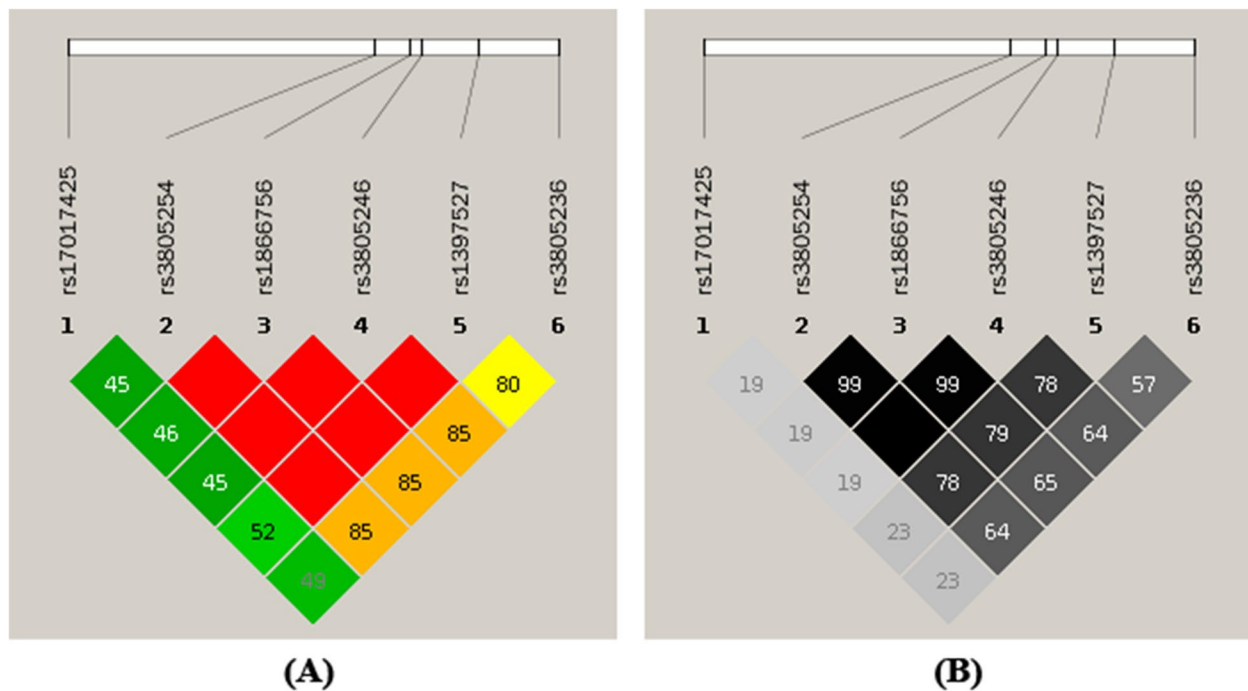 rs17017425
rs3805254
rs1866756
rs3805246
rs1397527
rs3805236
1 2 3 4 5 6
45 80
46 85
45 85
52 85
49
(A)
rs17017425
rs3805254
rs1866756
rs3805246
rs1397527
rs3805236
1 2 3 4 5 6
19 99 99 78 57
19 79 64
19 78 65
23 64
23
(B)